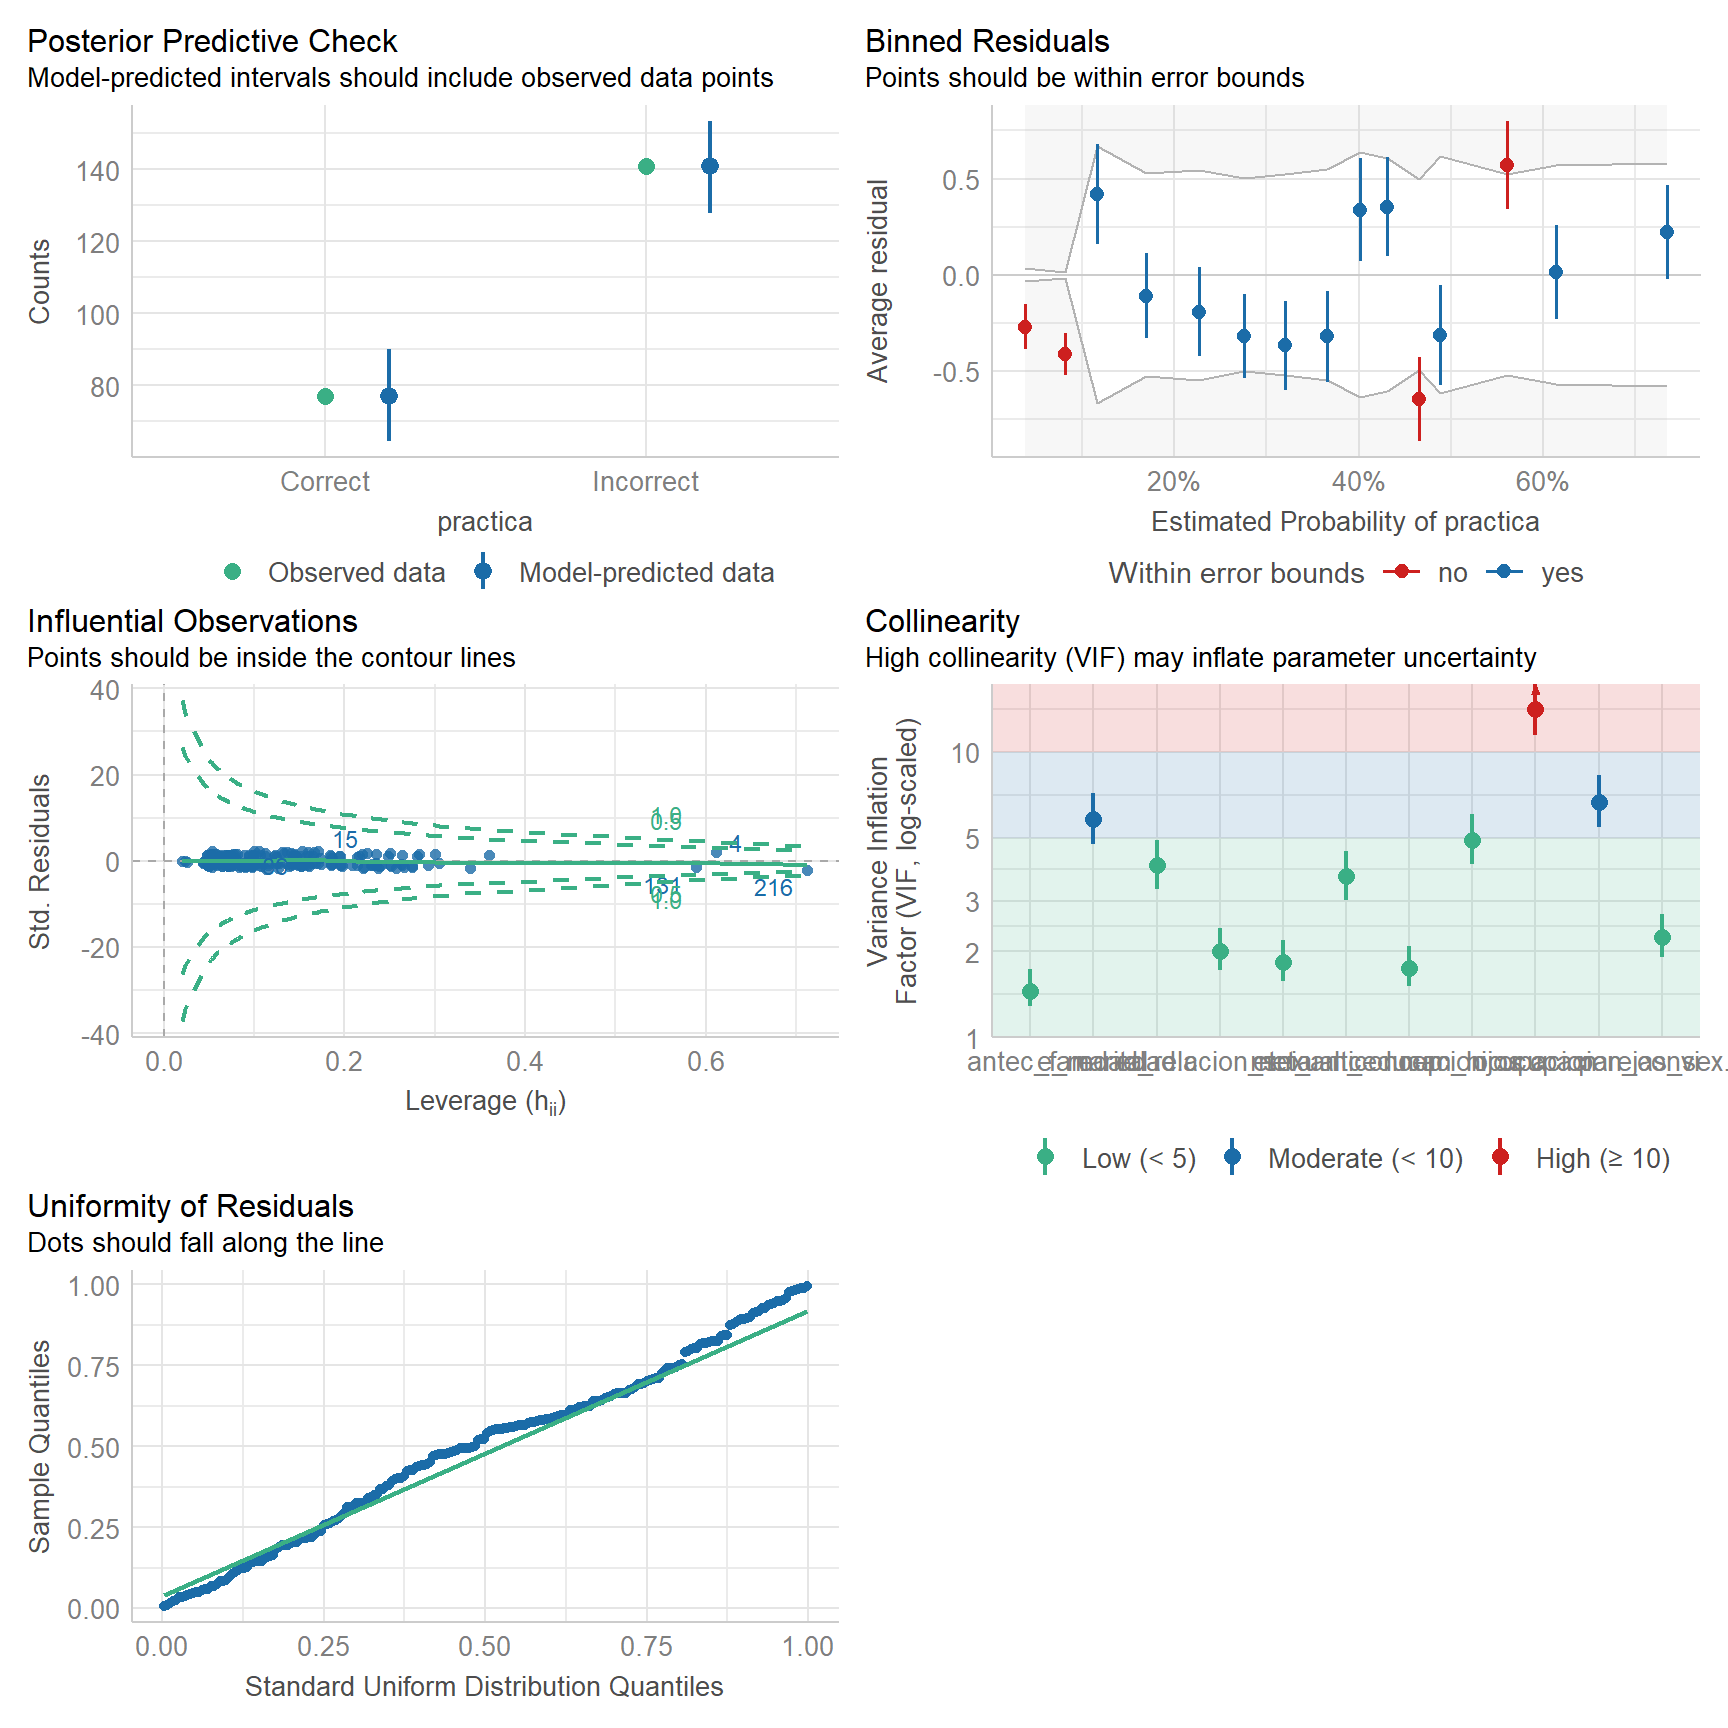 Posterior Predictive Check
Model-predicted intervals should include observed data points
Counts
140
120
100
80
Correct
Incorrect
practica
Observed data
Model-predicted data
Binned Residuals
Points should be within error bounds
Average residual
0.5
0.0
-0.5
20%
40%
60%
Estimated Probability of practica
Within error bounds
no
yes
Influential Observations
Points should be inside the contour lines
Std. Residuals
40
20
0
-20
-40
15
4
131
216
0.5
1.0
0.0
0.2
0.4
0.6
Leverage (hii)
Collinearity
High collinearity (VIF) may inflate parameter uncertainty
Variance Inflation
Factor (VIF, log-scaled)
10
5
3
2
1
Low (< 5)
Moderate (< 10)
High (≥ 10)
Uniformity of Residuals
Dots should fall along the line
Sample Quantiles
1.00
0.75
0.50
0.25
0.00
0.00
0.25
0.50
0.75
1.00
Standard Uniform Distribution Quantiles